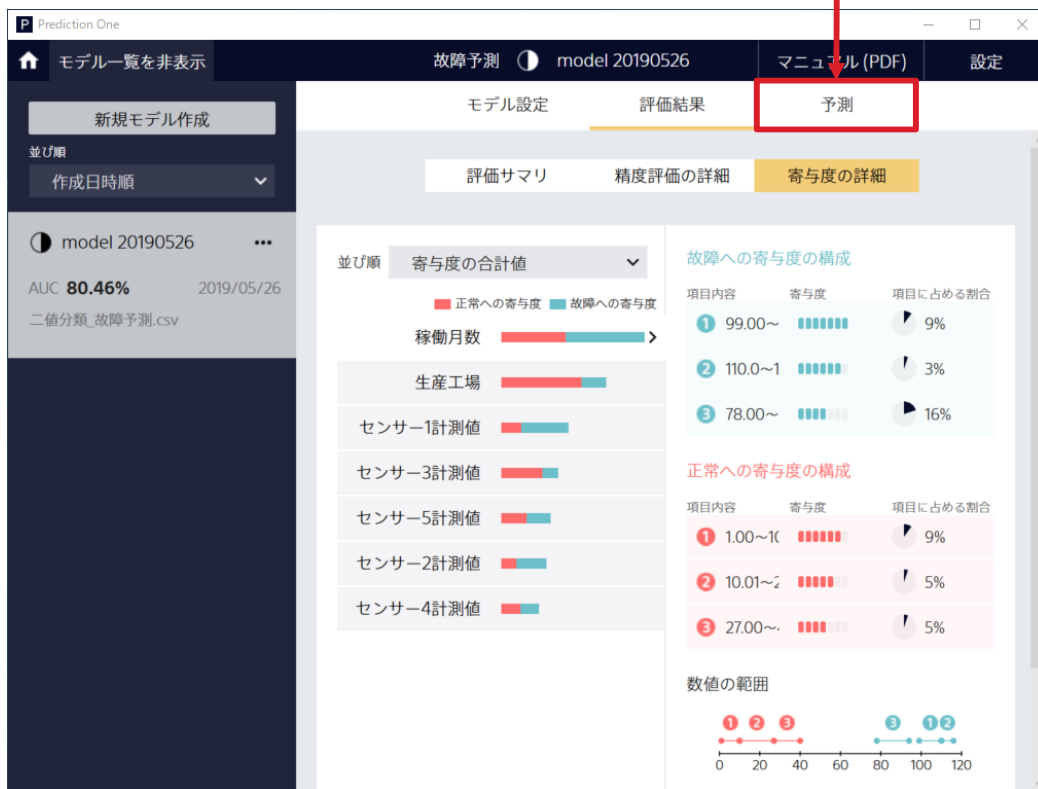 Prediction One
モデル一覧を非表示 故障予測 model 20190526 マニュアル (PDF) 設定
新規モデル作成
並び順
作成日時順
model 20190526 •••
AUC 80.46% 2019/05/26
二値分類_故障予測.csv
モデル設定 評価結果 予測
評価サマリ 精度評価の詳細 寄与度の詳細
並び順 寄与度の合計値
正常への寄与度 故障への寄与度
稼働月数
生産工場
センサー1計測値
センサー3計測値
センサー5計測値
センサー2計測値
センサー4計測値
故障への寄与度の構成
項目内容 寄与度 項目に占める割合
1 99.00~ 9%
2 110.0~1 3%
3 78.00~ 16%
正常への寄与度の構成
項目内容 寄与度 項目に占める割合
1 1.00~10 9%
2 10.01~2 5%
3 27.00~ 5%
数値の範囲
1 2 3 3 1 2
0 20 40 60 80 100 120